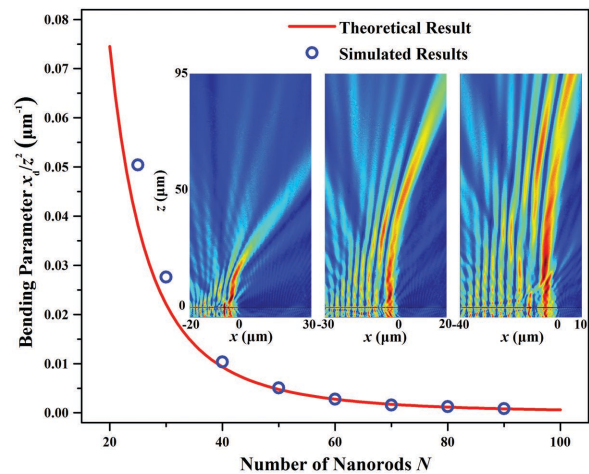 0.08
0.07
0.06
0.05
0.04
0.03
0.02
0.01
0.00
Bending Parameter x_d/z² (μm⁻¹)
Theoretical Result
Simulated Results
95
50
0
z (μm)
-20 0 30
x (μm)
-30 0 20
x (μm)
-40 0 10
x (μm)
20 40 60 80 100
Number of Nanorods N